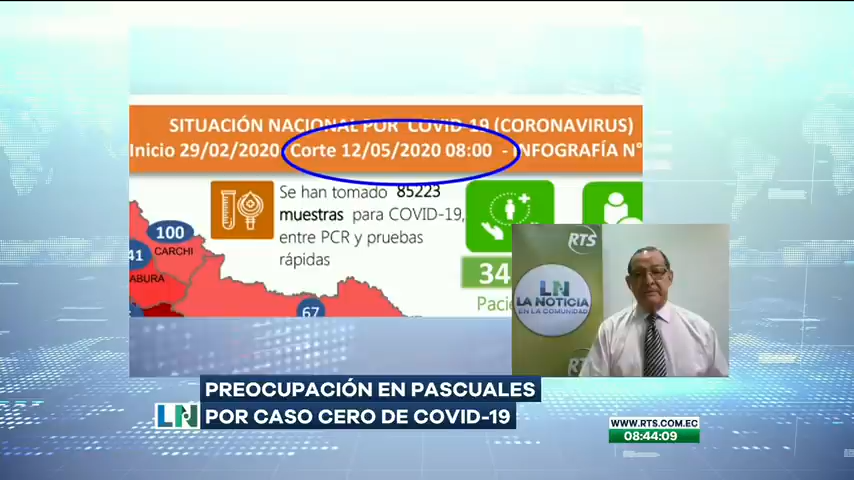 SITUACIÓN NACIONAL POR COVID-19 (CORONAVIRUS)
Inicio 29/02/2020 Corte 12/05/2020 08:00 - INFOGRAFÍA N°
Se han tomado 85223
muestras para COVID-19,
entre PCR y pruebas
rápidas
100
CARCHI
41
ABURA
67
34
Pacie
RTS
LN
LA NOTICIA
EN LA COMUNIDAD
RTS
PREOCUPACIÓN EN PASCUALES
LN POR CASO CERO DE COVID-19
WWW.RTS.COM.EC
08:44:09